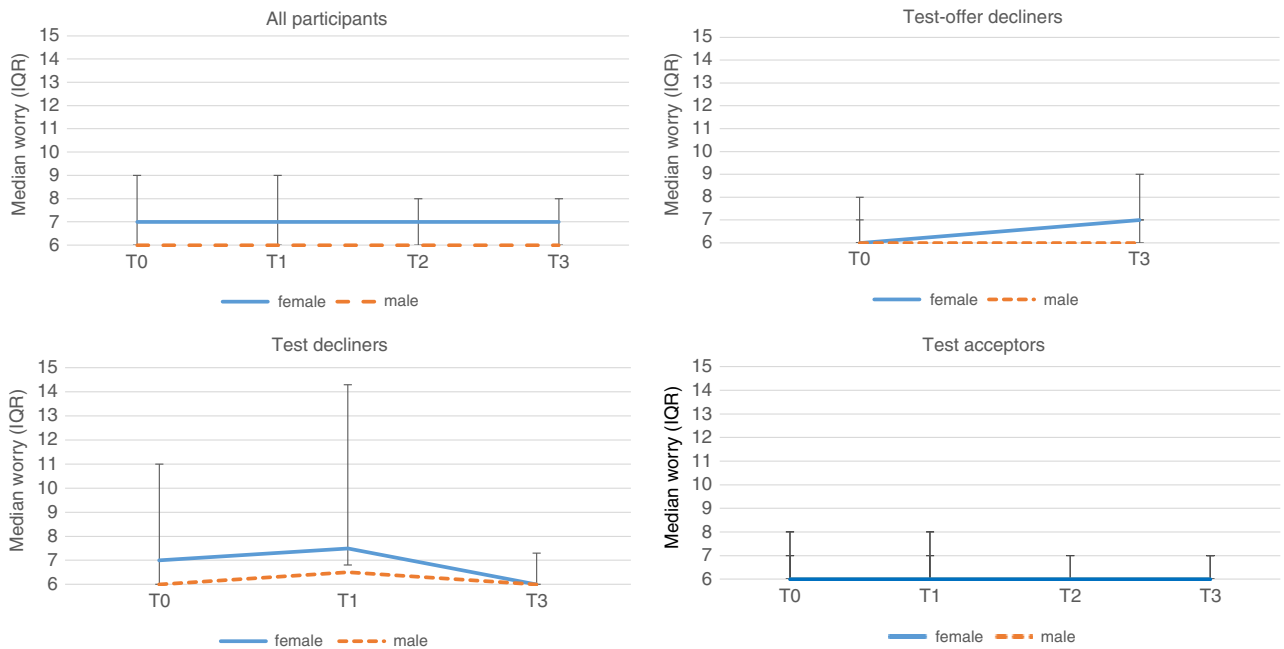 All participants
Median worry (IQR)
15
14
13
12
11
10
9
8
7
6
T0 T1 T2 T3
female male
Test-offer decliners
Median worry (IQR)
15
14
13
12
11
10
9
8
7
6
T0 T3
female male
Test decliners
Median worry (IQR)
15
14
13
12
11
10
9
8
7
6
T0 T1 T3
female male
Test acceptors
Median worry (IQR)
15
14
13
12
11
10
9
8
7
6
T0 T1 T2 T3
female male